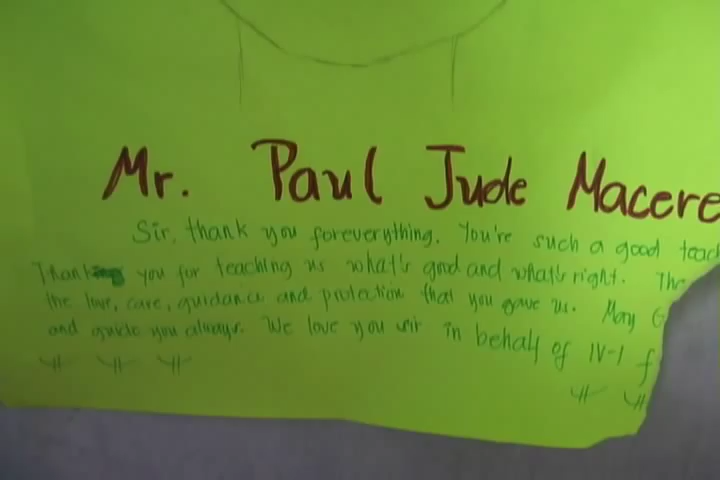 Mr. Paul Jude Macere
Sir, thank you foreverything. You're such a good teac
Thank you for teaching us what's good and what's right. Tha
the love, care, guidance and protection that you gave us. May G
and guide you always. We love you sir in behalf of IV-I f